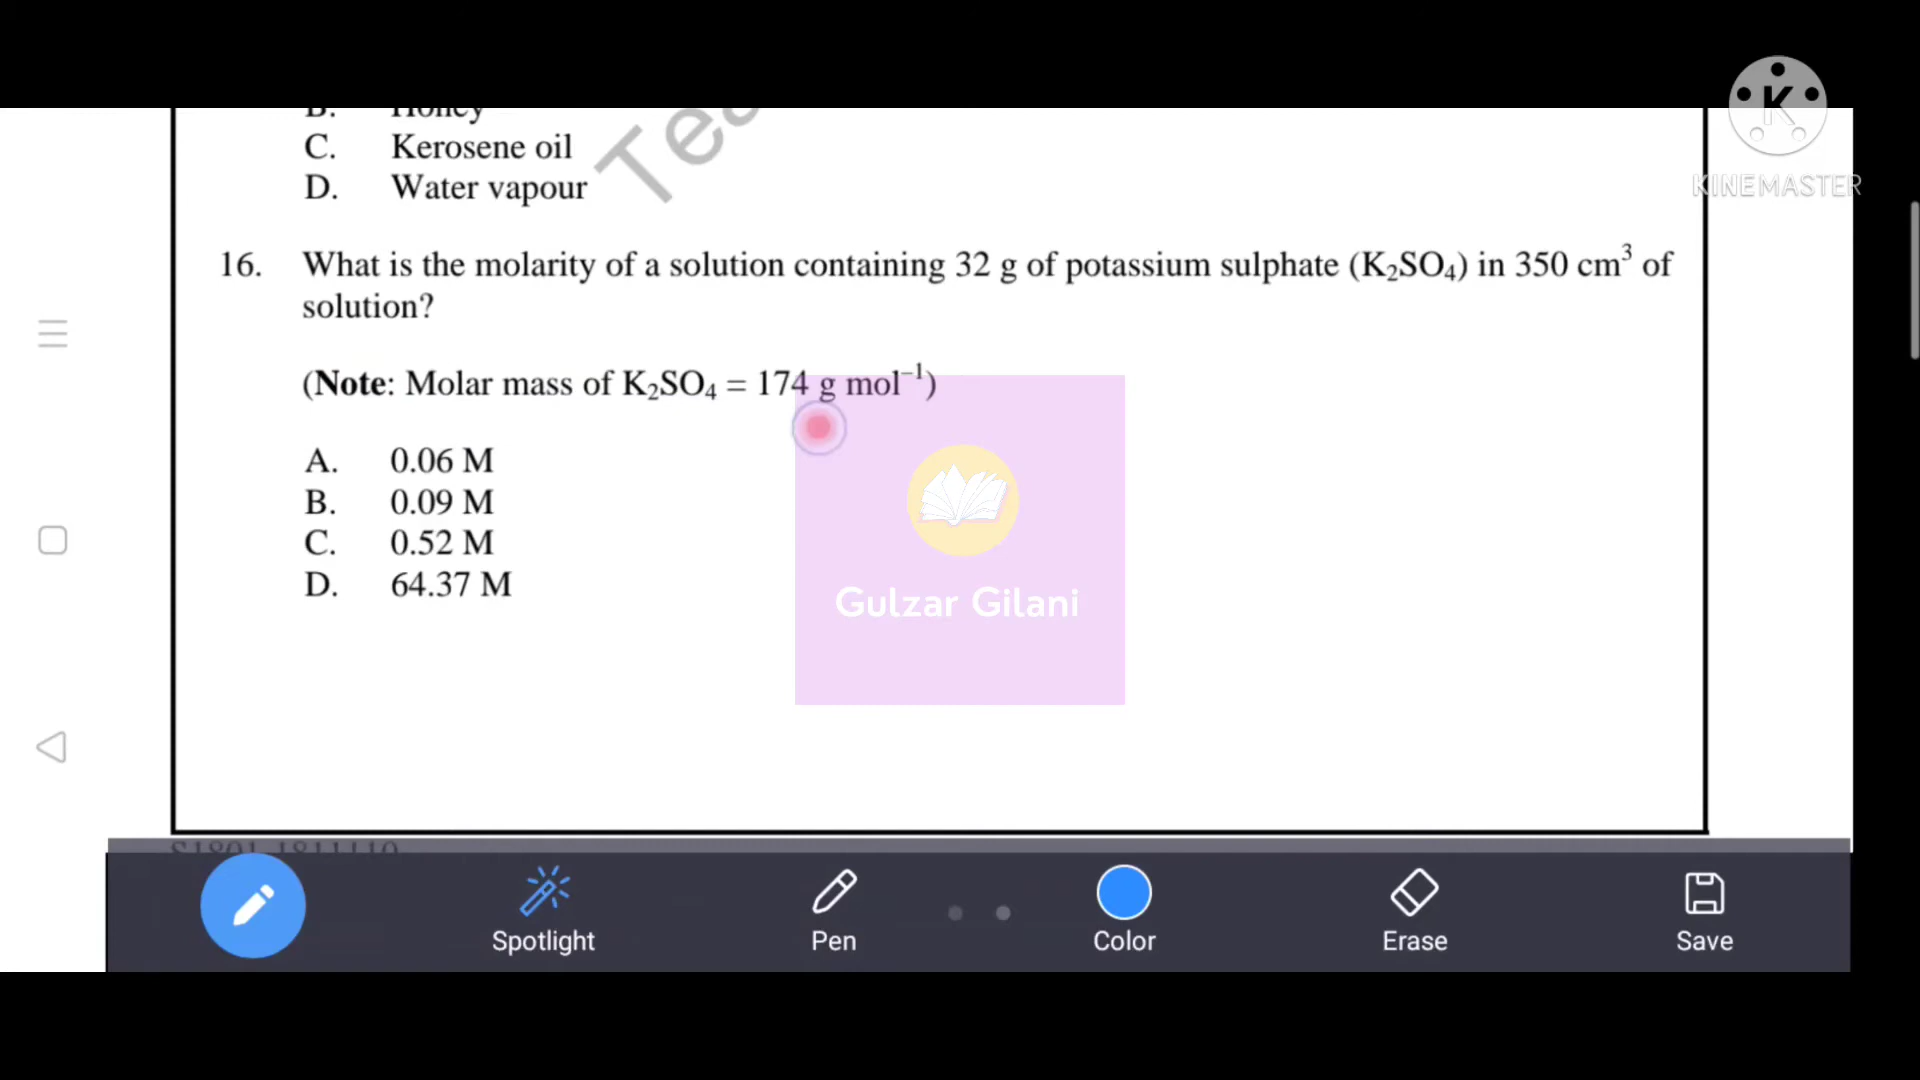 B. Honey
C. Kerosene oil
D. Water vapour
Tea
K
KINEMASTER
16. What is the molarity of a solution containing 32 g of potassium sulphate (K₂SO₄) in 350 cm³ of
solution?
(Note: Molar mass of K₂SO₄ = 174 g mol⁻¹)
A. 0.06 M
B. 0.09 M
C. 0.52 M
D. 64.37 M
Gulzar Gilani
Spotlight
Pen
Color
Erase
Save